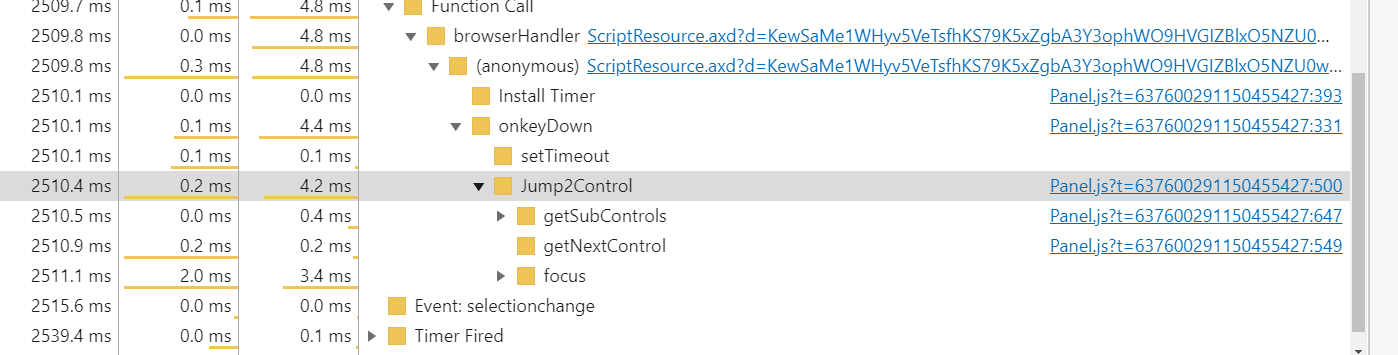 2509.7 ms 0.1 ms 4.8 ms Function Call
2509.8 ms 0.0 ms 4.8 ms browserHandler ScriptResource.axd?d=KewSaMe1WHyv5VeTsfhKS79K5xZgbA3Y3ophWO9HVGIZBlxO5NZU0...
2509.8 ms 0.3 ms 4.8 ms (anonymous) ScriptResource.axd?d=KewSaMe1WHyv5VeTsfhKS79K5xZgbA3Y3ophWO9HVGIZBlxO5NZU0w...
2510.1 ms 0.0 ms 0.0 ms Install Timer Panel.js?t=637600291150455427:393
2510.1 ms 0.1 ms 4.4 ms onkeyDown Panel.js?t=637600291150455427:331
2510.1 ms 0.1 ms 0.1 ms setTimeout
2510.4 ms 0.2 ms 4.2 ms Jump2Control Panel.js?t=637600291150455427:500
2510.5 ms 0.0 ms 0.4 ms getSubControls Panel.js?t=637600291150455427:647
2510.9 ms 0.2 ms 0.2 ms getNextControl Panel.js?t=637600291150455427:549
2511.1 ms 2.0 ms 3.4 ms focus
2515.6 ms 0.0 ms 0.0 ms Event: selectionchange
2539.4 ms 0.0 ms 0.1 ms Timer Fired